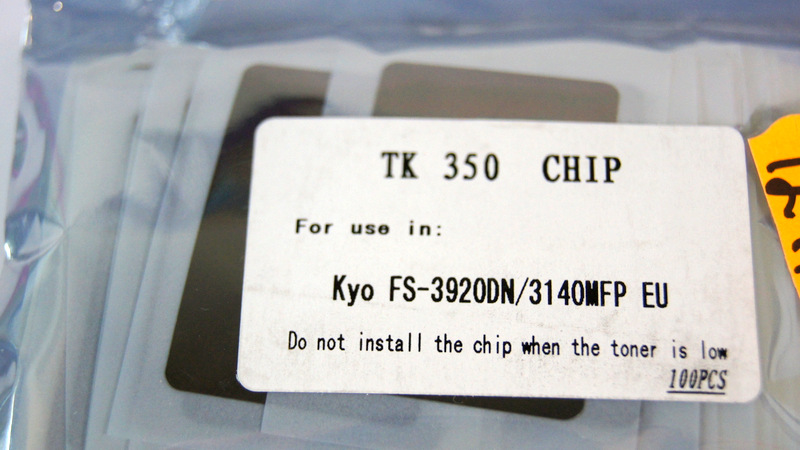 TK 350 CHIP
For use in:
Kyo FS-3920DN/3140MFP EU
Do not install the chip when the toner is low
100PCS